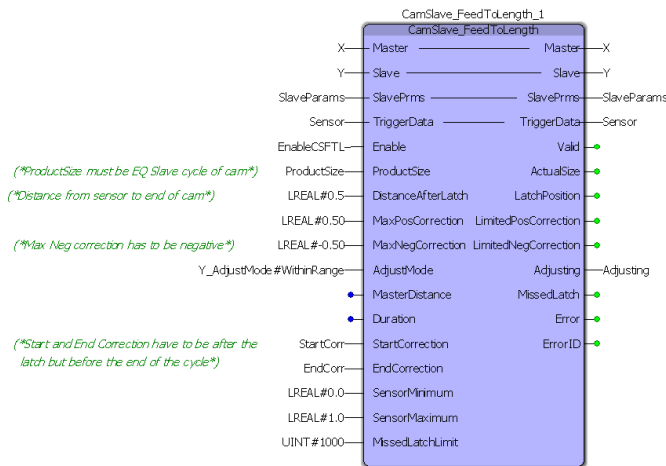 CamSlave_FeedToLength_1
CamSlave_FeedToLength
X Master Master X
Y Slave Slave Y
SlaveParams SlavePrms SlavePrms SlaveParams
Sensor TriggerData TriggerData Sensor
EnableCSFTL Enable Valid
(*ProductSize must be EQ Slave cycle of cam*) ProductSize ProductSize ActualSize
(*Distance from sensor to end of cam*) LREAL#0.5 DistanceAfterLatch LatchPosition
LREAL#0.50 MaxPosCorrection LimitedPosCorrection
(*Max Neg correction has to be negative*) LREAL#-0.50 MaxNegCorrection LimitedNegCorrection
Y_AdjustMode#WithinRange AdjustMode Adjusting Adjusting
MasterDistance MissedLatch
Duration Error
(*Start and End Correction have to be after the StartCorr StartCorrection ErrorID
latch but before the end of the cycle*) EndCorr EndCorrection
LREAL#0.0 SensorMinimum
LREAL#1.0 SensorMaximum
UINT#1000 MissedLatchLimit